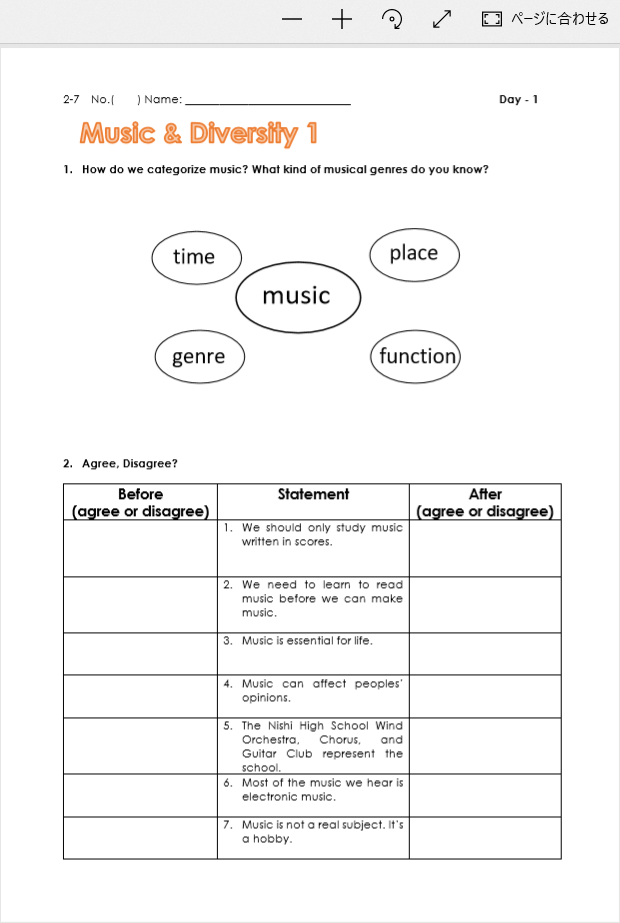 ページに合わせる
2-7 No.( ) Name: ___________________________ Day - 1
Music & Diversity 1
1. How do we categorize music? What kind of musical genres do you know?
time
place
music
genre
function
2. Agree, Disagree?
Before
(agree or disagree)
Statement
After
(agree or disagree)
1. We should only study music
written in scores.
2. We need to learn to read
music before we can make
music.
3. Music is essential for life.
4. Music can affect peoples'
opinions.
5. The Nishi High School Wind
Orchestra, Chorus, and
Guitar Club represent the
school.
6. Most of the music we hear is
electronic music.
7. Music is not a real subject. It's
a hobby.